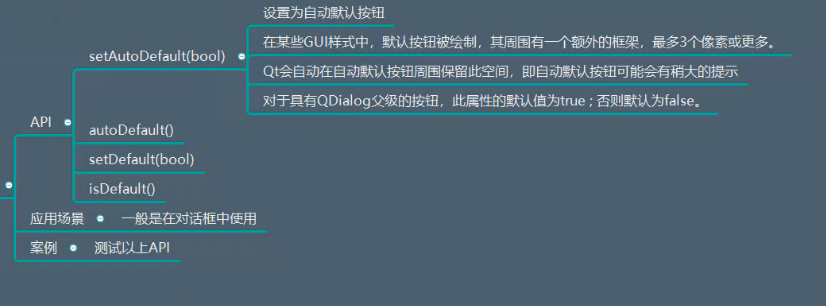 设置为自动默认按钮
setAutoDefault(bool)
在某些GUI样式中，默认按钮被绘制，其周围有一个额外的框架，最多3个像素或更多。
Qt会自动在自动默认按钮周围保留此空间，即自动默认按钮可能会有稍大的提示
对于具有QDialog父级的按钮，此属性的默认值为true；否则默认为false。
API
autoDefault()
setDefault(bool)
isDefault()
应用场景 一般是在对话框中使用
案例 测试以上API